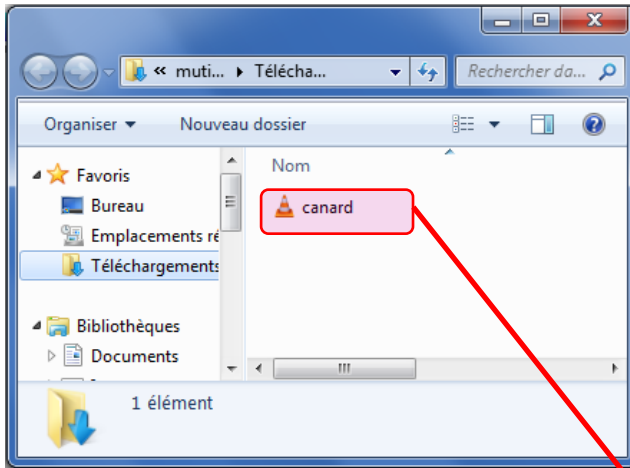 « muti... ▸ Télécha...
Rechercher da...
Organiser ▾ Nouveau dossier
Favoris
Bureau
Emplacements ré
Téléchargements
Bibliothèques
Documents
Nom
canard
1 élément